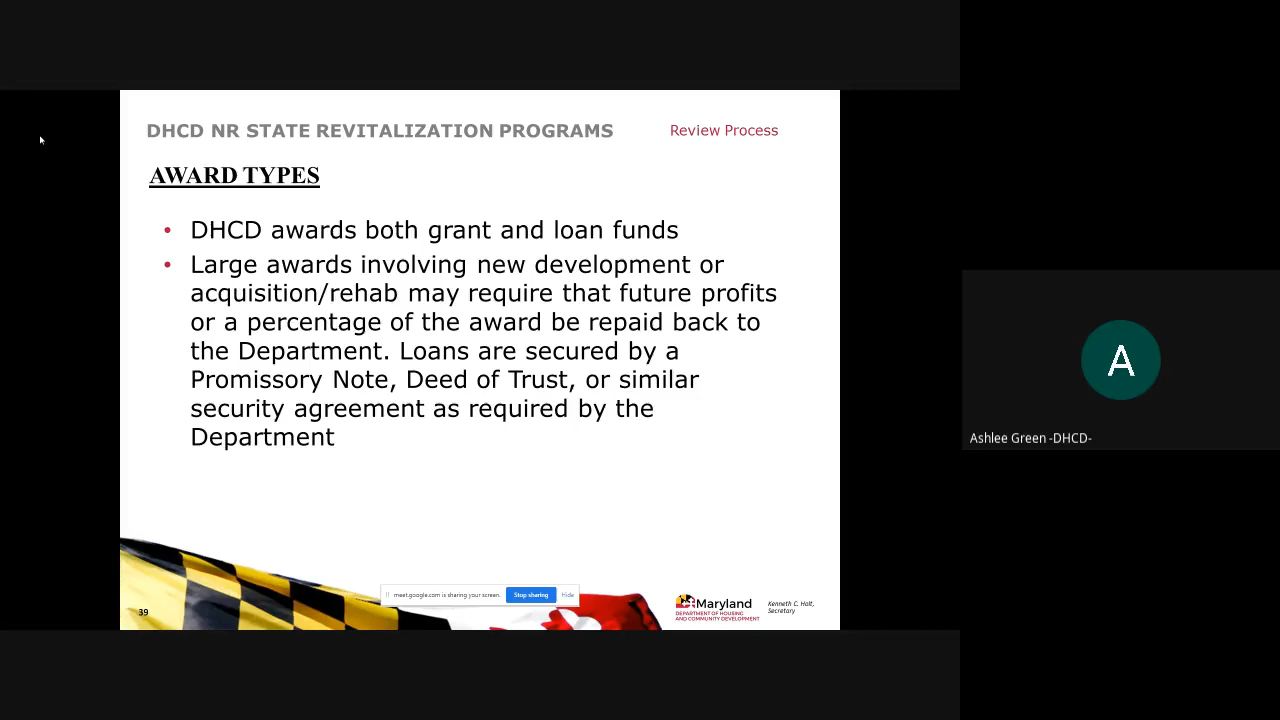 DHCD NR STATE REVITALIZATION PROGRAMS
Review Process
AWARD TYPES
• DHCD awards both grant and loan funds
• Large awards involving new development or
acquisition/rehab may require that future profits
or a percentage of the award be repaid back to
the Department. Loans are secured by a
Promissory Note, Deed of Trust, or similar
security agreement as required by the
Department
A
Ashlee Green -DHCD-
meet.google.com is sharing your screen.
Stop sharing
Hide
39
Maryland
DEPARTMENT OF HOUSING
AND COMMUNITY DEVELOPMENT
Kenneth C. Holt,
Secretary